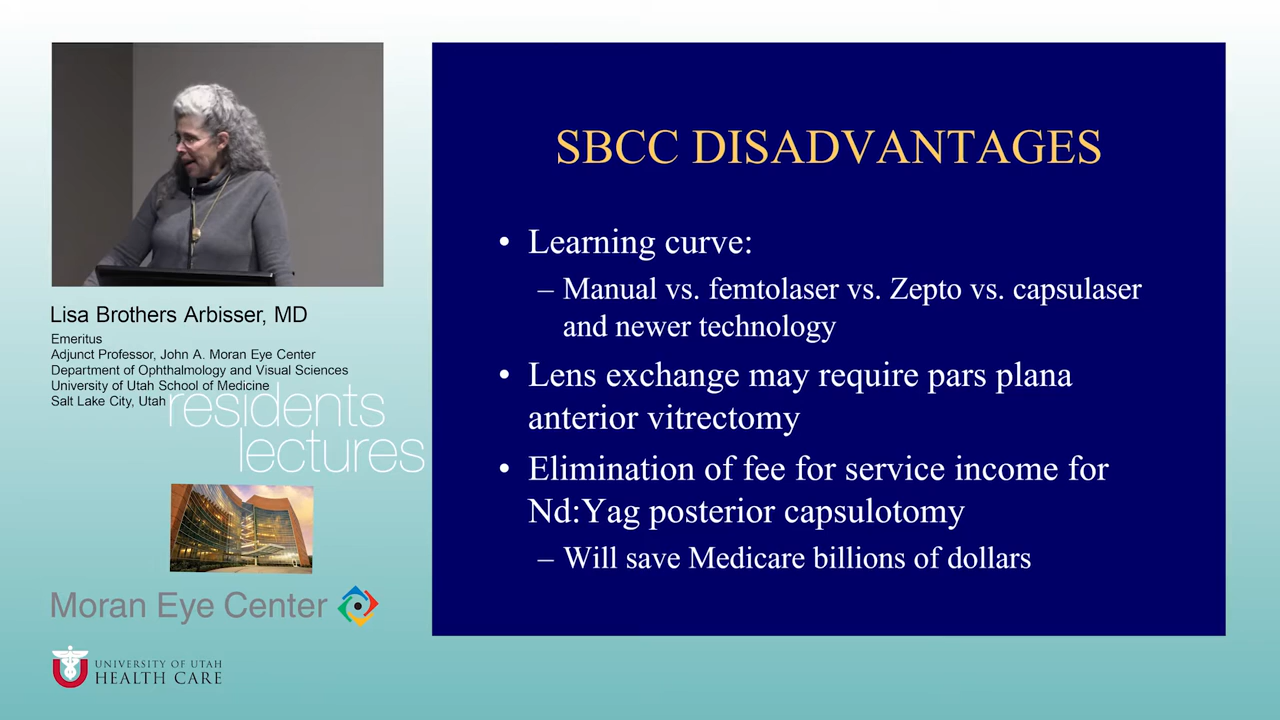 SBCC DISADVANTAGES
• Learning curve:
– Manual vs. femtolaser vs. Zepto vs. capsulaser
and newer technology
• Lens exchange may require pars plana
anterior vitrectomy
• Elimination of fee for service income for
Nd:Yag posterior capsulotomy
– Will save Medicare billions of dollars
Lisa Brothers Arbisser, MD
Emeritus
Adjunct Professor, John A. Moran Eye Center
Department of Ophthalmology and Visual Sciences
University of Utah School of Medicine
Salt Lake City, Utah
residents
lectures
Moran Eye Center
UNIVERSITY OF UTAH
HEALTH CARE